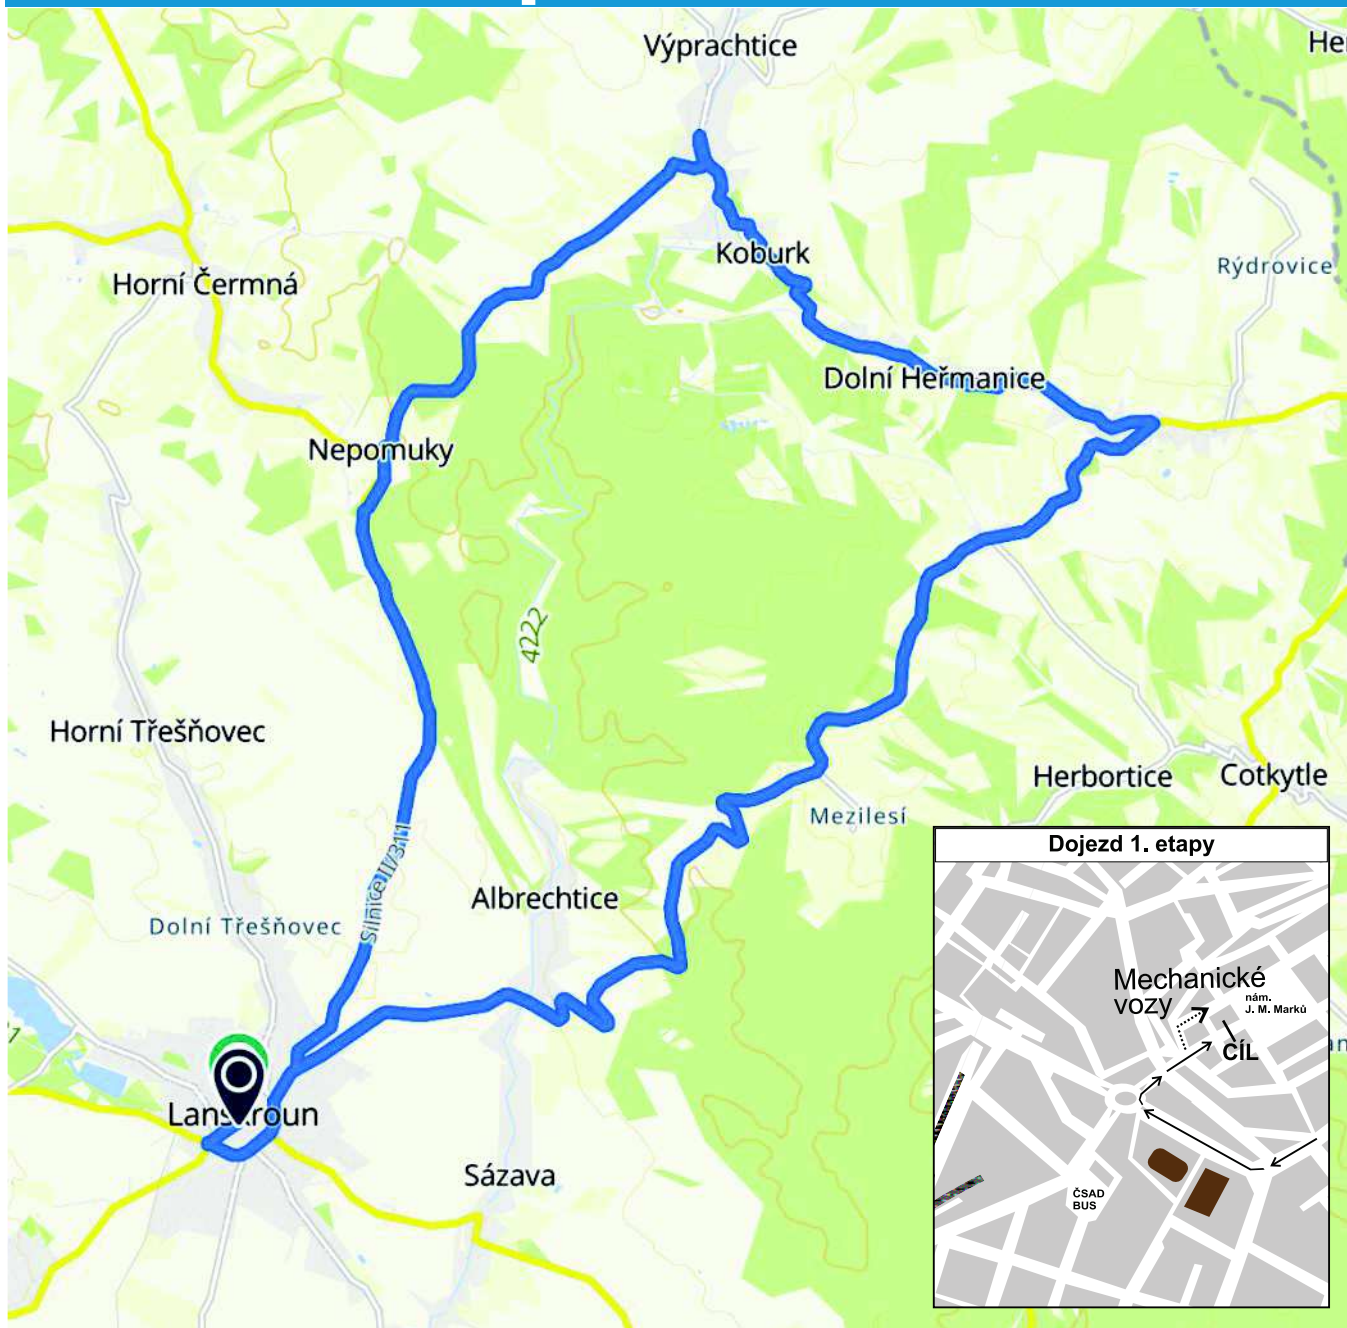 Výprachtice
Koburk
Rýdrovice
Horní Čermná
Dolní Heřmanice
Nepomuky
4222
Horní Třešňovec
Herbortice
Cotkytle
Mezilesí
Silnice II/311
Albrechtice
Dolní Třešňovec
Lanškroun
Sázava
Dojezd 1. etapy
Mechanické
vozy
nám.
J. M. Marků
CÍL
ČSAD
BUS